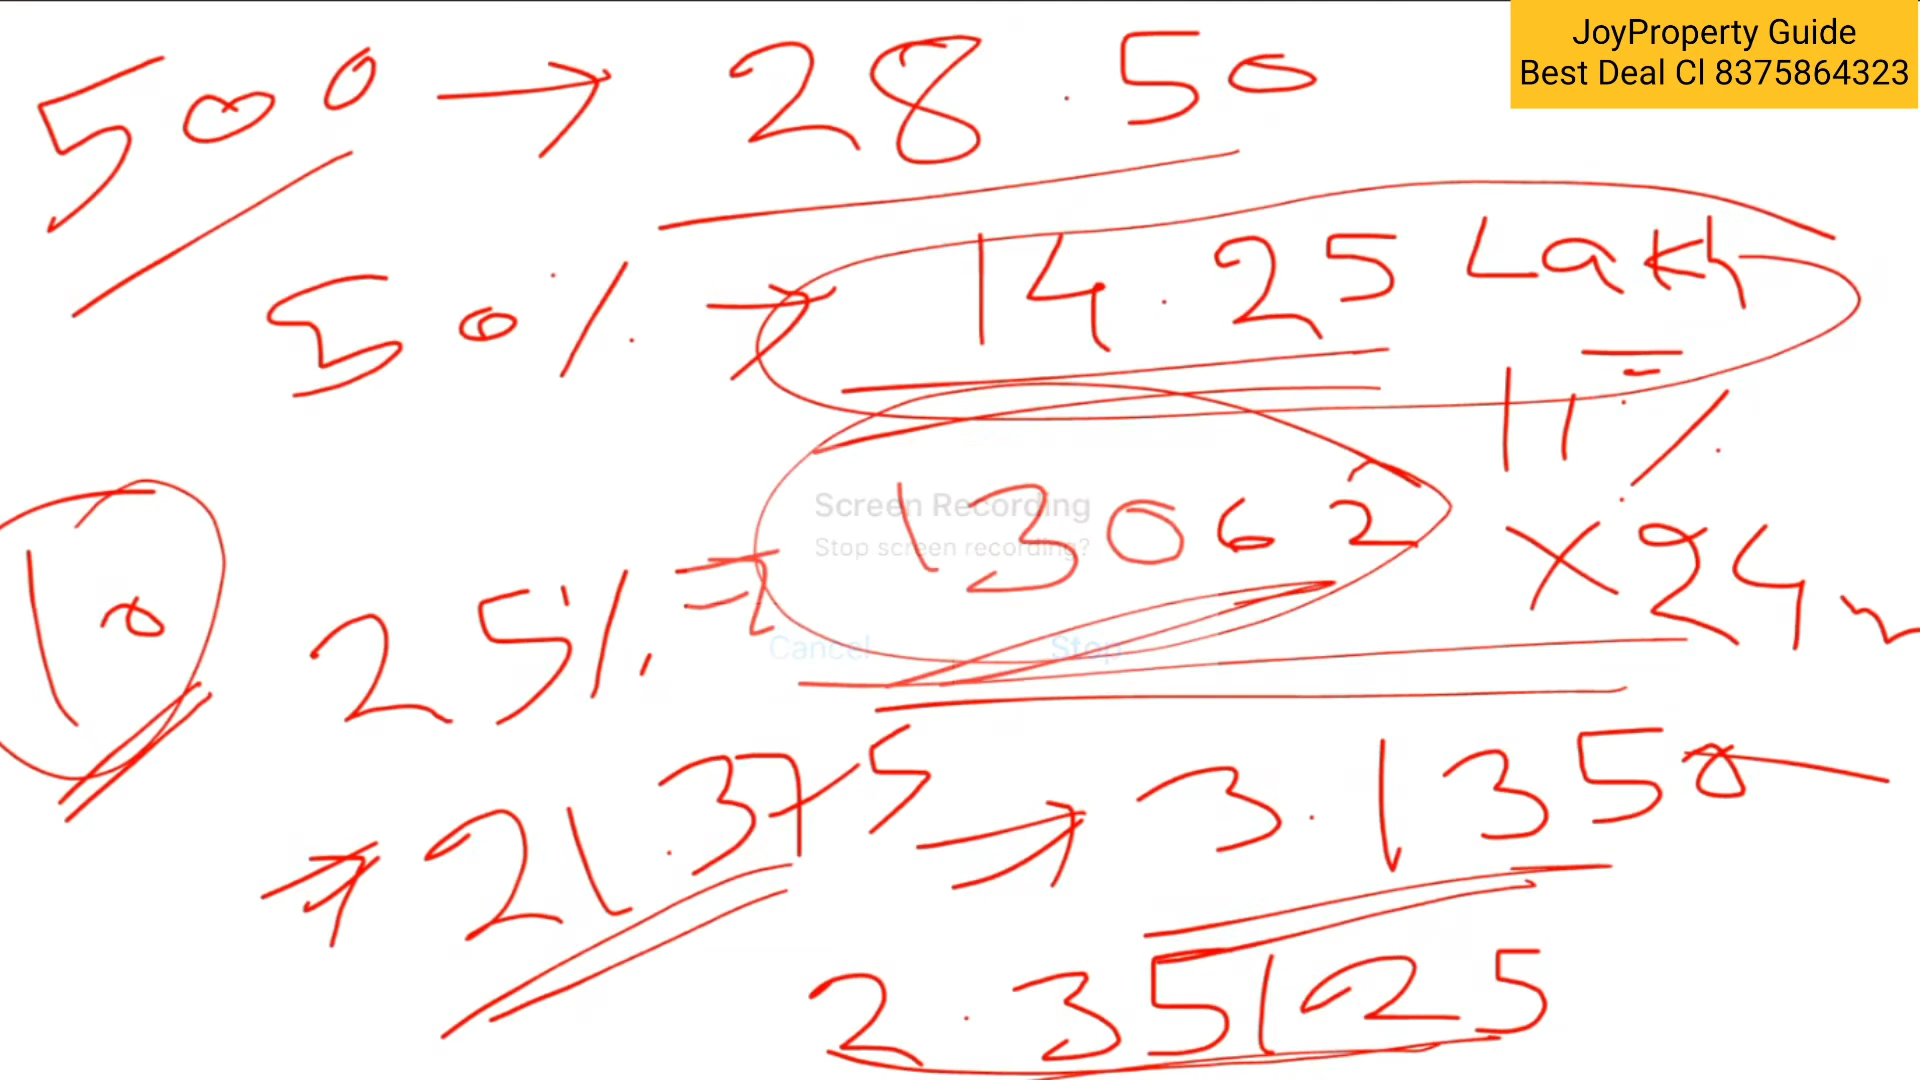 JoyProperty Guide
Best Deal Cl 8375864323
500 → 28.50
50% → 14.25 Lakh
11%
Screen Recording
Stop screen recording?
13062 × 24 m
Cancel Stop
10
25% ⇒
⇒ 21.375 → 3.1350
2.35125